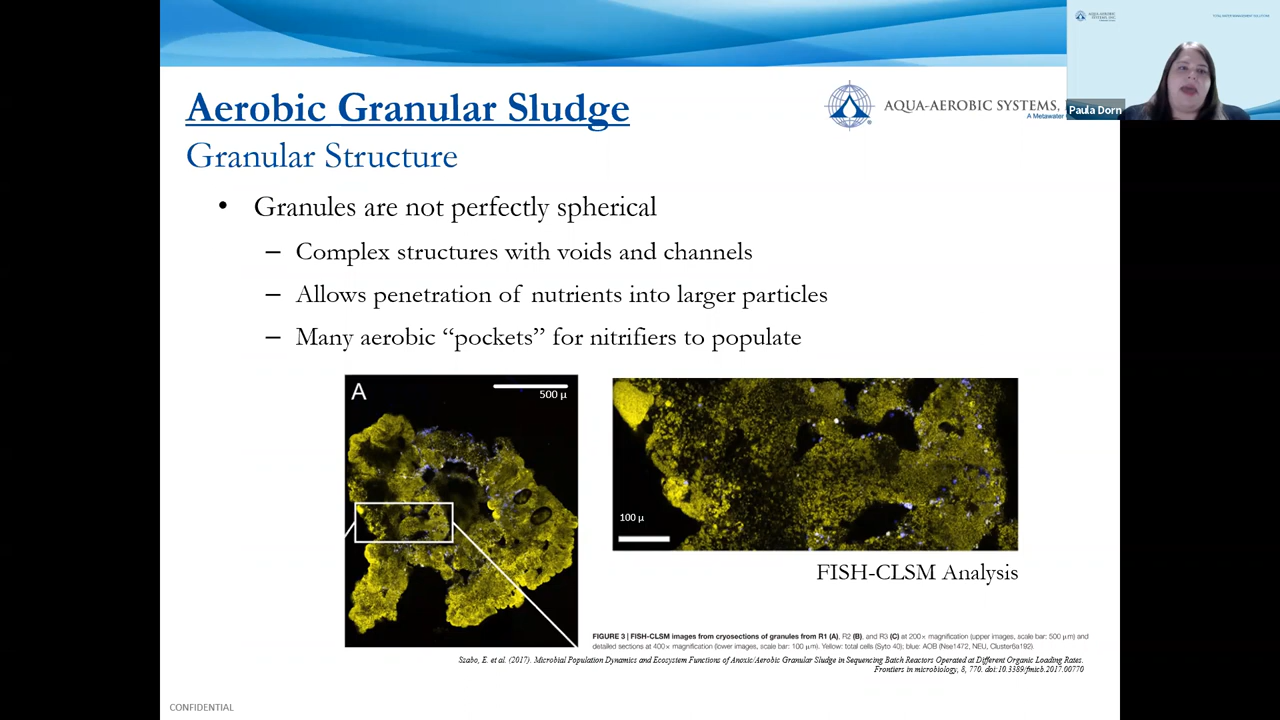 Aerobic Granular Sludge
Granular Structure
AQUA-AEROBIC SYSTEMS,
A Metawater
Paula Dorn
• Granules are not perfectly spherical
– Complex structures with voids and channels
– Allows penetration of nutrients into larger particles
– Many aerobic “pockets” for nitrifiers to populate
A
500 µ
100 µ
FISH-CLSM Analysis
FIGURE 3 | FISH-CLSM images from cryosections of granules from R1 (A), R2 (B), and R3 (C) at 200× magnification (upper images, scale bar: 500 µm) and
detailed sections at 400× magnification (lower images, scale bar: 100 µm). Yellow: total cells (Syto 40); blue: AOB (Nse1472, NEU, Cluster6a192).
Szabo, E. et al. (2017). Microbial Population Dynamics and Ecosystem Functions of Anoxic/Aerobic Granular Sludge in Sequencing Batch Reactors Operated at Different Organic Loading Rates.
Frontiers in microbiology, 8, 770. doi:10.3389/fmicb.2017.00770
CONFIDENTIAL